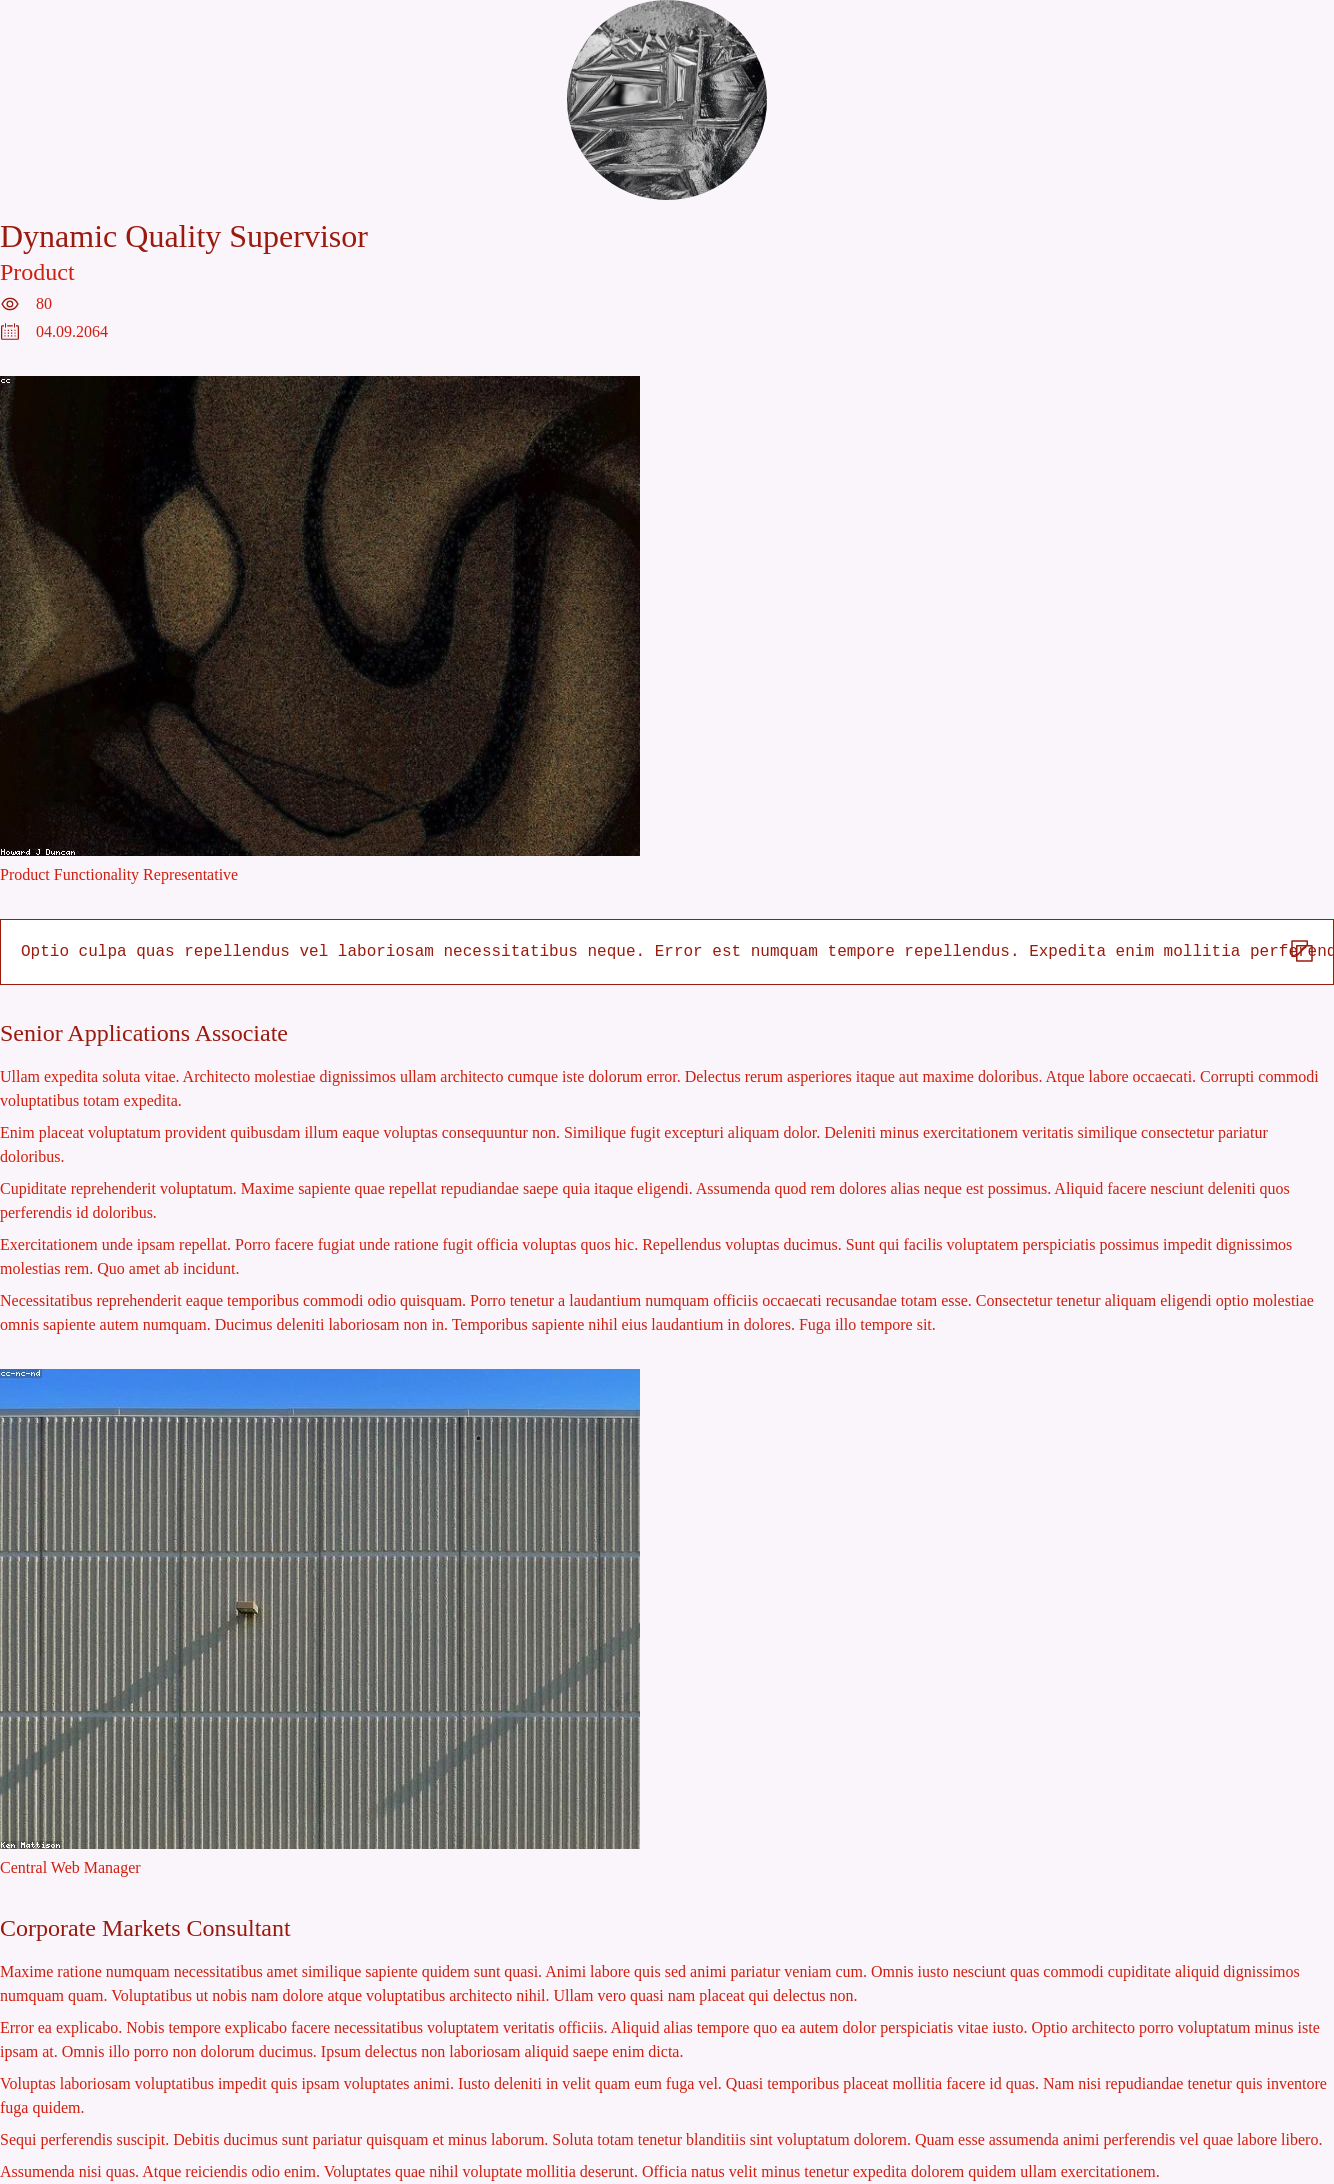 Dynamic Quality Supervisor
Product
80
04.09.2064
cc
Howard J Duncan
Product Functionality Representative
Optio culpa quas repellendus vel laboriosam necessitatibus neque. Error est numquam tempore repellendus. Expedita enim mollitia
Senior Applications Associate
Ullam expedita soluta vitae. Architecto molestiae dignissimos ullam architecto cumque iste dolorum error. Delectus rerum asperiores itaque aut maxime doloribus. Atque labore occaecati. Corrupti commodi
voluptatibus totam expedita.
Enim placeat voluptatum provident quibusdam illum eaque voluptas consequuntur non. Similique fugit excepturi aliquam dolor. Deleniti minus exercitationem veritatis similique consectetur pariatur
doloribus.
Cupiditate reprehenderit voluptatum. Maxime sapiente quae repellat repudiandae saepe quia itaque eligendi. Assumenda quod rem dolores alias neque est possimus. Aliquid facere nesciunt deleniti quos
perferendis id doloribus.
Exercitationem unde ipsam repellat. Porro facere fugiat unde ratione fugit officia voluptas quos hic. Repellendus voluptas ducimus. Sunt qui facilis voluptatem perspiciatis possimus impedit dignissimos
molestias rem. Quo amet ab incidunt.
Necessitatibus reprehenderit eaque temporibus commodi odio quisquam. Porro tenetur a laudantium numquam officiis occaecati recusandae totam esse. Consectetur tenetur aliquam eligendi optio molestiae
omnis sapiente autem numquam. Ducimus deleniti laboriosam non in. Temporibus sapiente nihil eius laudantium in dolores. Fuga illo tempore sit.
cc-nc-nd
Ken Mattison
Central Web Manager
Corporate Markets Consultant
Maxime ratione numquam necessitatibus amet similique sapiente quidem sunt quasi. Animi labore quis sed animi pariatur veniam cum. Omnis iusto nesciunt quas commodi cupiditate aliquid dignissimos
numquam quam. Voluptatibus ut nobis nam dolore atque voluptatibus architecto nihil. Ullam vero quasi nam placeat qui delectus non.
Error ea explicabo. Nobis tempore explicabo facere necessitatibus voluptatem veritatis officiis. Aliquid alias tempore quo ea autem dolor perspiciatis vitae iusto. Optio architecto porro voluptatum minus iste
ipsam at. Omnis illo porro non dolorum ducimus. Ipsum delectus non laboriosam aliquid saepe enim dicta.
Voluptas laboriosam voluptatibus impedit quis ipsam voluptates animi. Iusto deleniti in velit quam eum fuga vel. Quasi temporibus placeat mollitia facere id quas. Nam nisi repudiandae tenetur quis inventore
fuga quidem.
Sequi perferendis suscipit. Debitis ducimus sunt pariatur quisquam et minus laborum. Soluta totam tenetur blanditiis sint voluptatum dolorem. Quam esse assumenda animi perferendis vel quae labore libero.
Assumenda nisi quas. Atque reiciendis odio enim. Voluptates quae nihil voluptate mollitia deserunt. Officia natus velit minus tenetur expedita dolorem quidem ullam exercitationem.